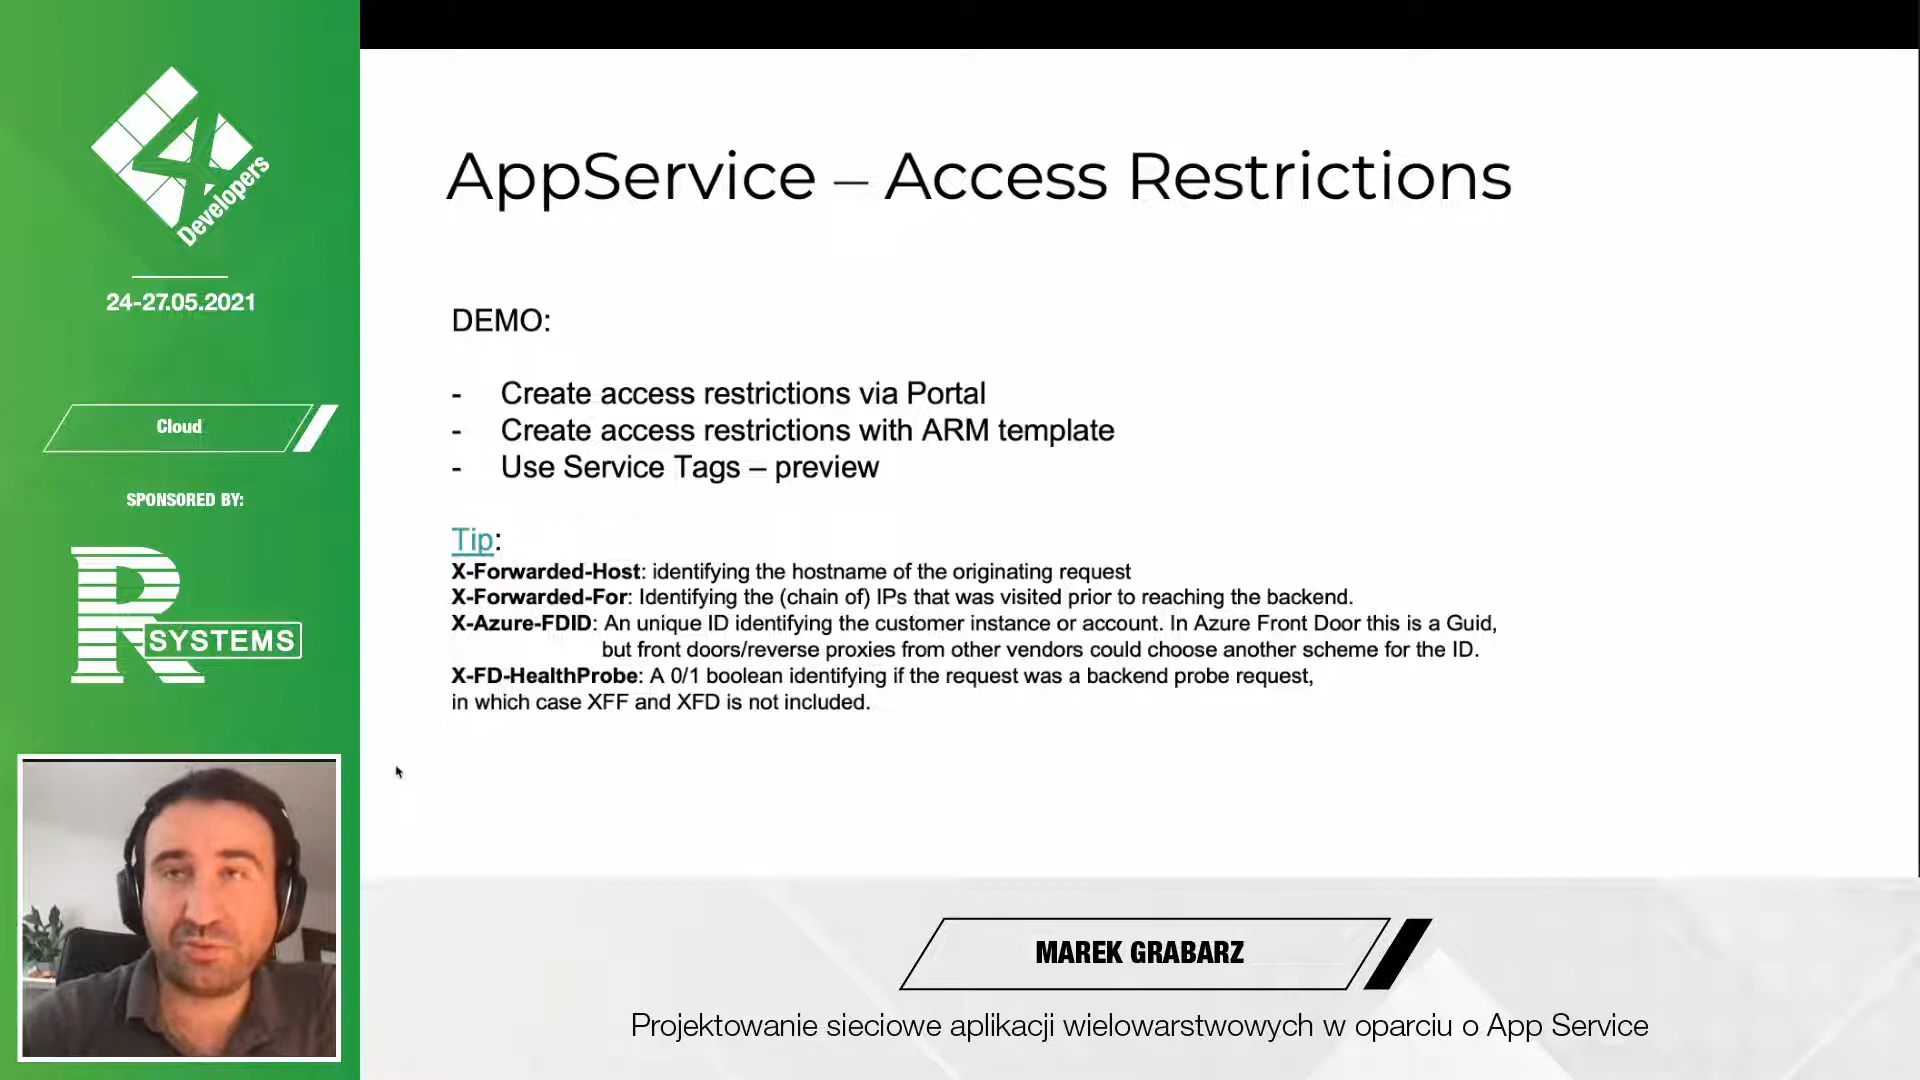 4
Developers
24-27.05.2021
Cloud
SPONSORED BY:
R SYSTEMS
AppService – Access Restrictions
DEMO:
- Create access restrictions via Portal
- Create access restrictions with ARM template
- Use Service Tags – preview
Tip:
X-Forwarded-Host: identifying the hostname of the originating request
X-Forwarded-For: Identifying the (chain of) IPs that was visited prior to reaching the backend.
X-Azure-FDID: An unique ID identifying the customer instance or account. In Azure Front Door this is a Guid,
but front doors/reverse proxies from other vendors could choose another scheme for the ID.
X-FD-HealthProbe: A 0/1 boolean identifying if the request was a backend probe request,
in which case XFF and XFD is not included.
MAREK GRABARZ
Projektowanie sieciowe aplikacji wielowarstwowych w oparciu o App Service